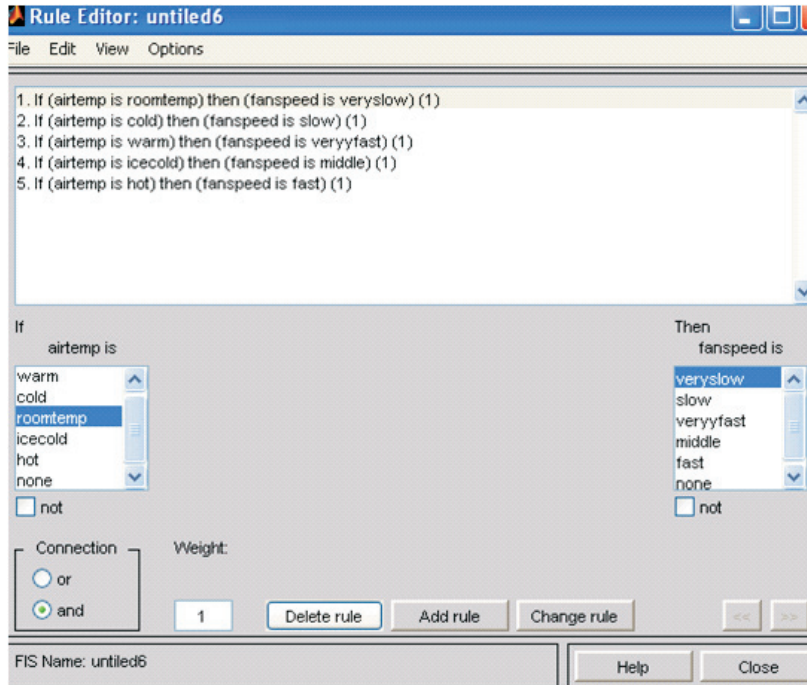 Rule Editor: untiled6
File Edit View Options
1. If (airtemp is roomtemp) then (fanspeed is veryslow) (1)
2. If (airtemp is cold) then (fanspeed is slow) (1)
3. If (airtemp is warm) then (fanspeed is veryyfast) (1)
4. If (airtemp is icecold) then (fanspeed is middle) (1)
5. If (airtemp is hot) then (fanspeed is fast) (1)
If
airtemp is
warm
cold
roomtemp
icecold
hot
none
not
Then
fanspeed is
veryslow
slow
veryyfast
middle
fast
none
not
Connection
or
and
Weight:
1
Delete rule Add rule Change rule << >>
FIS Name: untiled6
Help Close